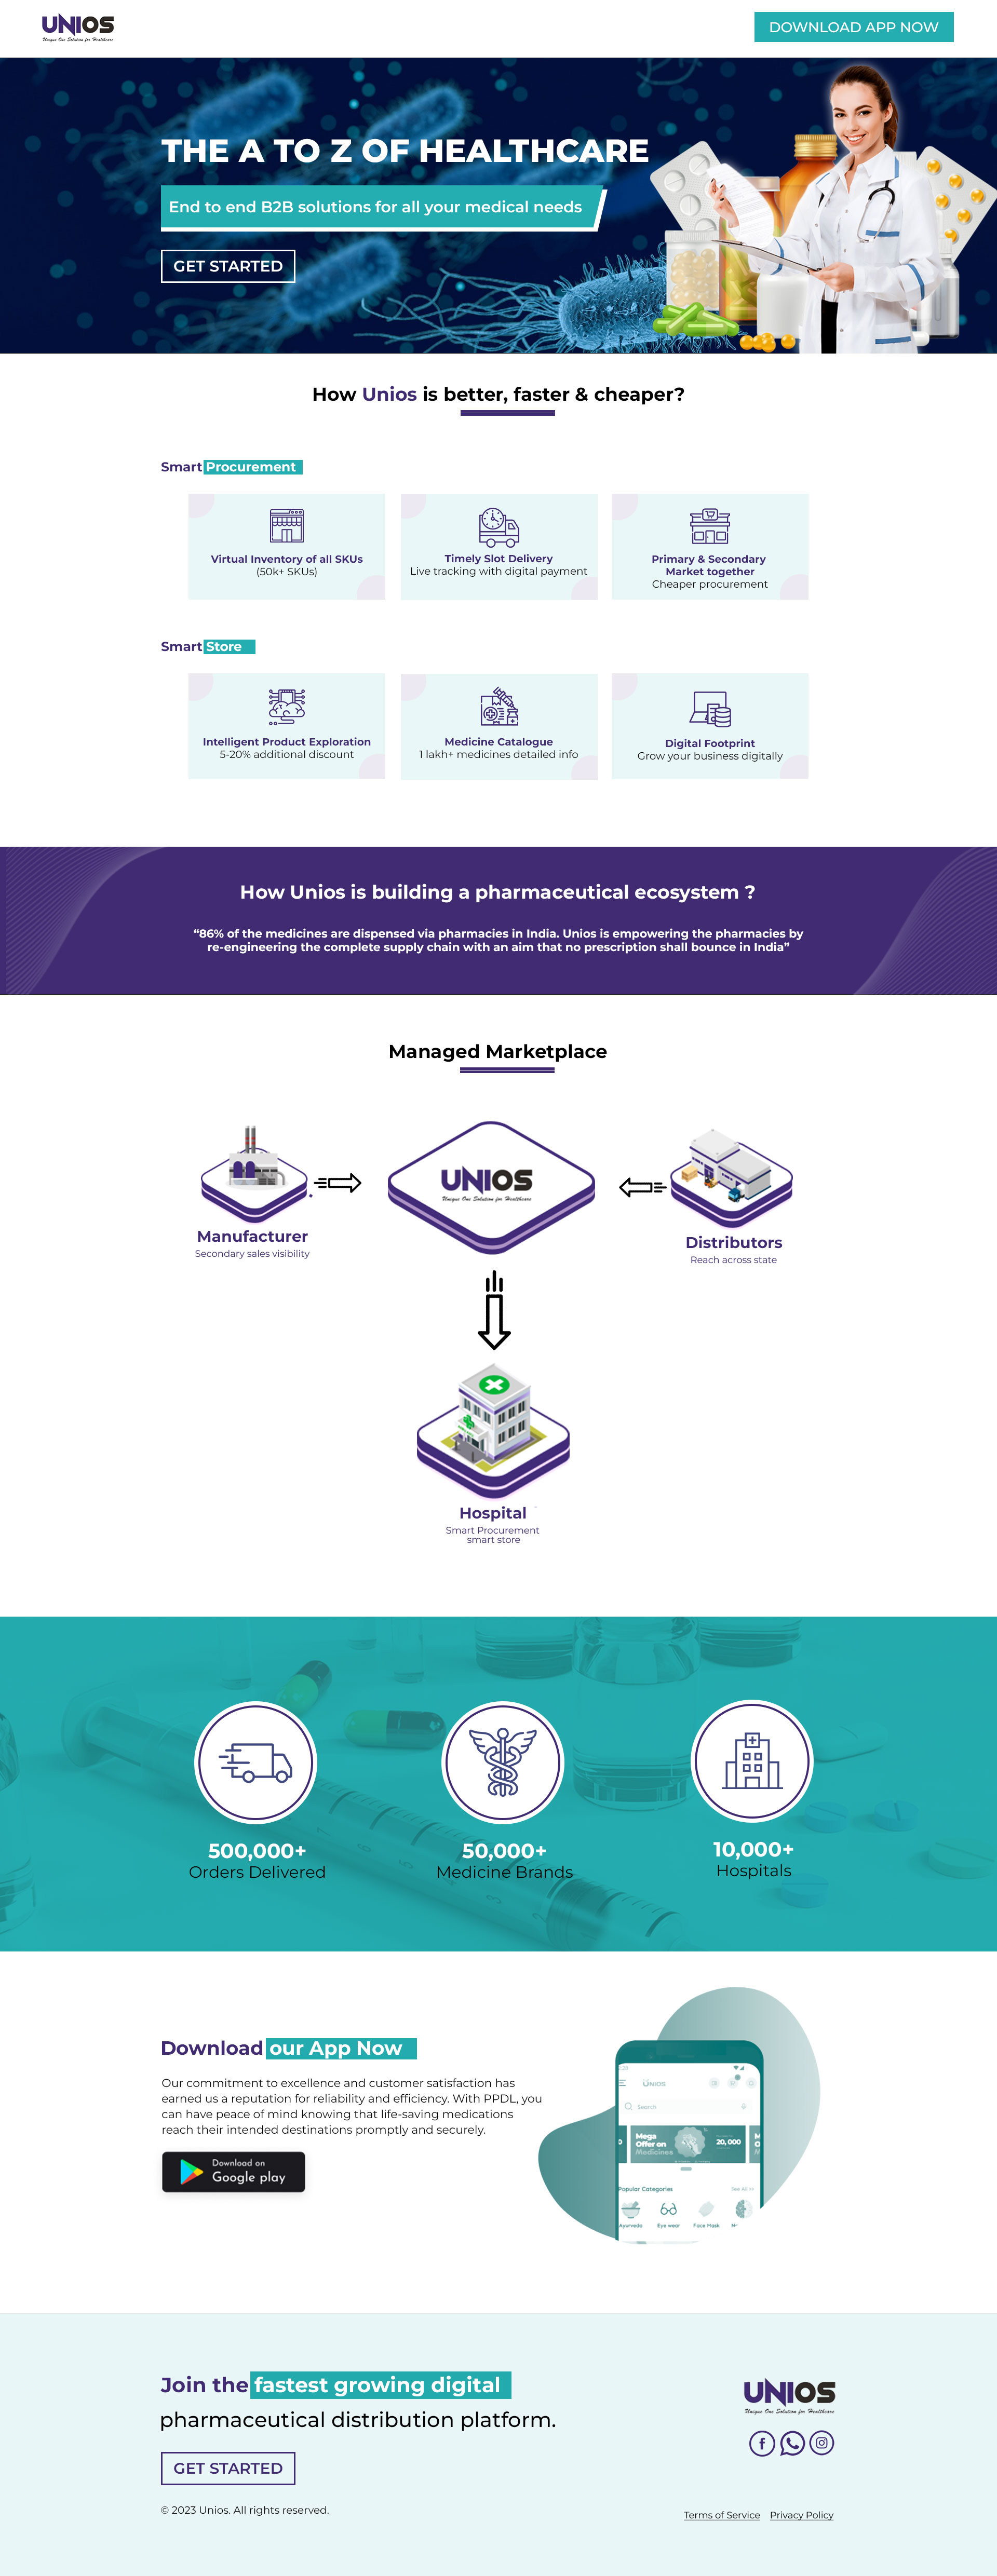 UNIOS
Unique One Solution for Healthcare
DOWNLOAD APP NOW
THE A TO Z OF HEALTHCARE
End to end B2B solutions for all your medical needs
GET STARTED
How Unios is better, faster & cheaper?
Smart Procurement
Virtual Inventory of all SKUs
(50k+ SKUs)
Timely Slot Delivery
Live tracking with digital payment
Primary & Secondary
Market together
Cheaper procurement
Smart Store
Intelligent Product Exploration
5-20% additional discount
Medicine Catalogue
1 lakh+ medicines detailed info
Digital Footprint
Grow your business digitally
How Unios is building a pharmaceutical ecosystem ?
“86% of the medicines are dispensed via pharmacies in India. Unios is empowering the pharmacies by
re-engineering the complete supply chain with an aim that no prescription shall bounce in India”
Managed Marketplace
UNIOS
Unique One Solution for Healthcare
Manufacturer
Secondary sales visibility
Distributors
Reach across state
Hospital
Smart Procurement
smart store
500,000+
Orders Delivered
50,000+
Medicine Brands
10,000+
Hospitals
Download our App Now
Our commitment to excellence and customer satisfaction has
earned us a reputation for reliability and efficiency. With PPDL, you
can have peace of mind knowing that life-saving medications
reach their intended destinations promptly and securely.
Download on
Google play
:28
UNIOS
Search
Mega
Offer on
Medicines
20,000
Popular Categories
See All >>
Ayurveda
Eye wear
Face Mask
Join the fastest growing digital
pharmaceutical distribution platform.
GET STARTED
© 2023 Unios. All rights reserved.
UNIOS
Unique One Solution for Healthcare
Terms of Service
Privacy Policy